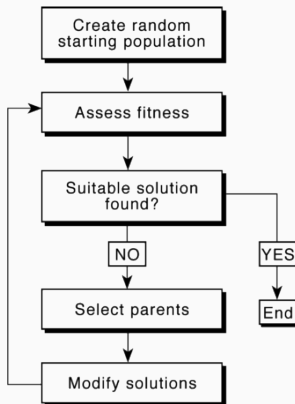 Create random
starting population
Assess fitness
Suitable solution
found?
NO
YES
Select parents
End
Modify solutions